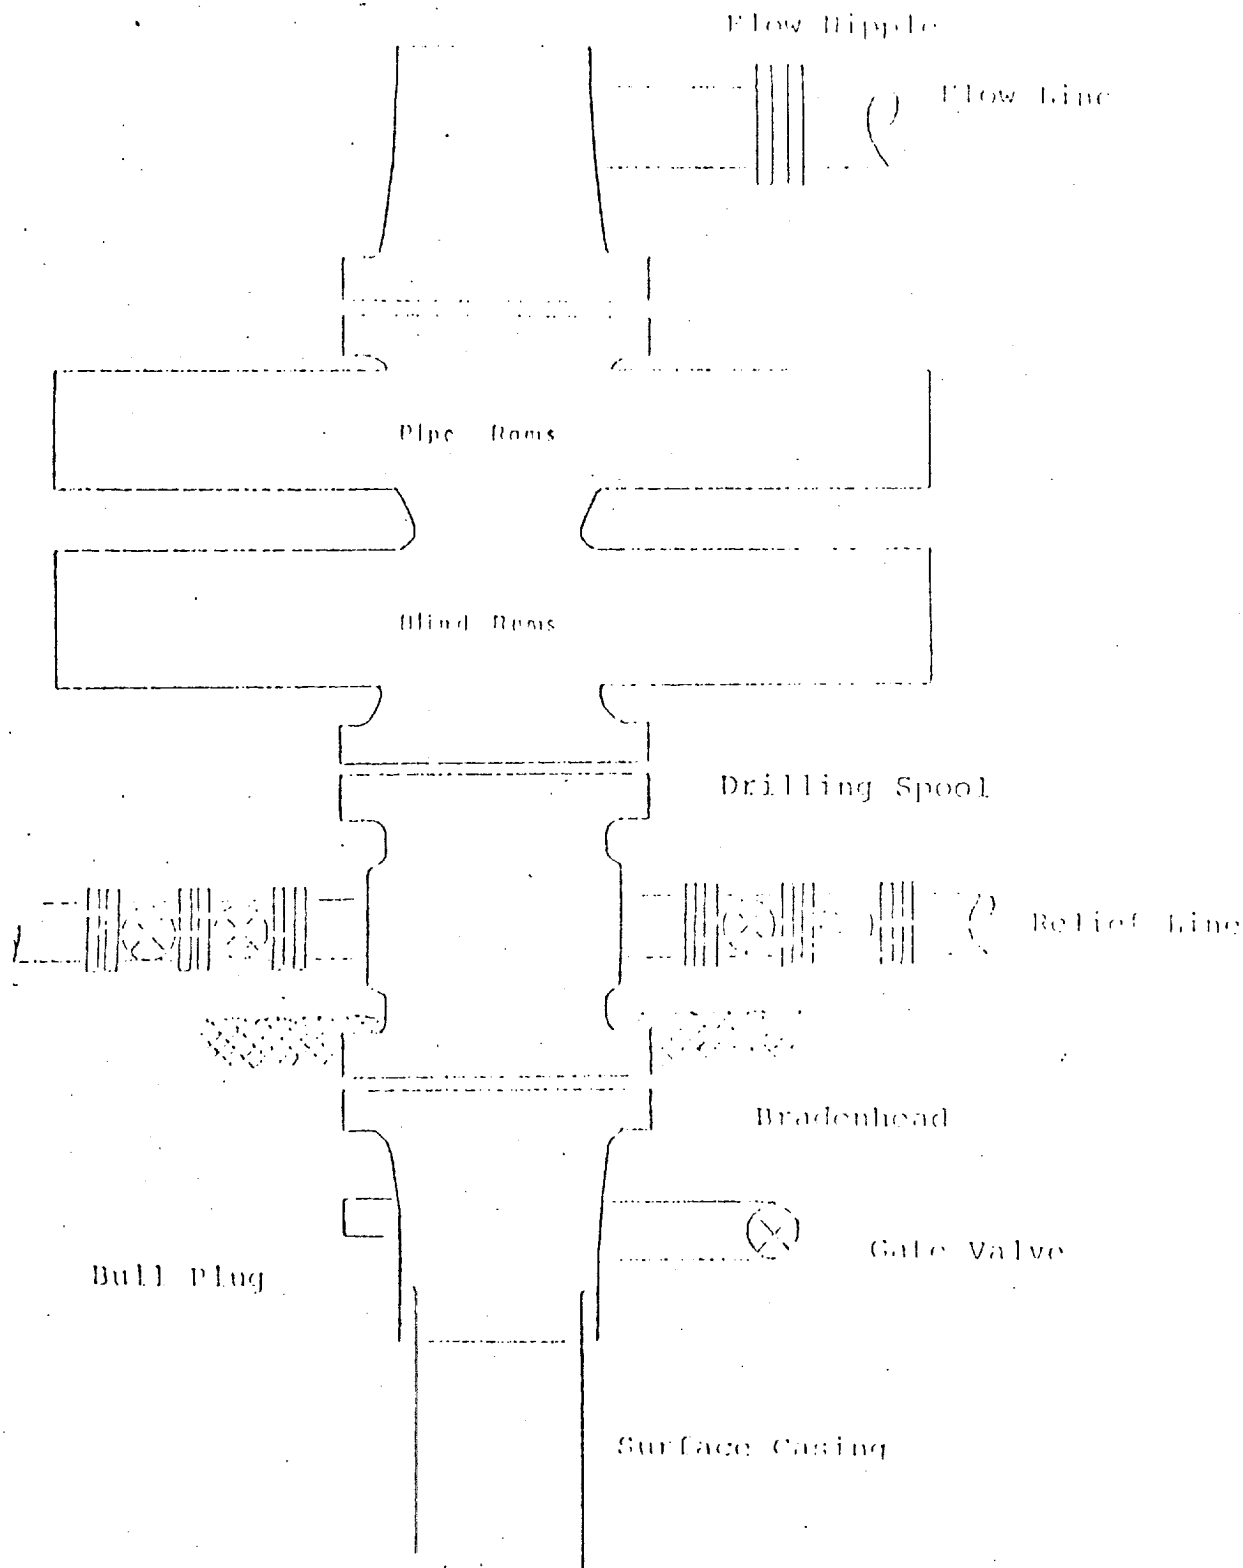 Flow Nipple
Flow Line
Pipe Rams
Blind Rams
Drilling Spool
Relief Line
Bradenhead
Gate Valve
Bull Plug
Surface Casing